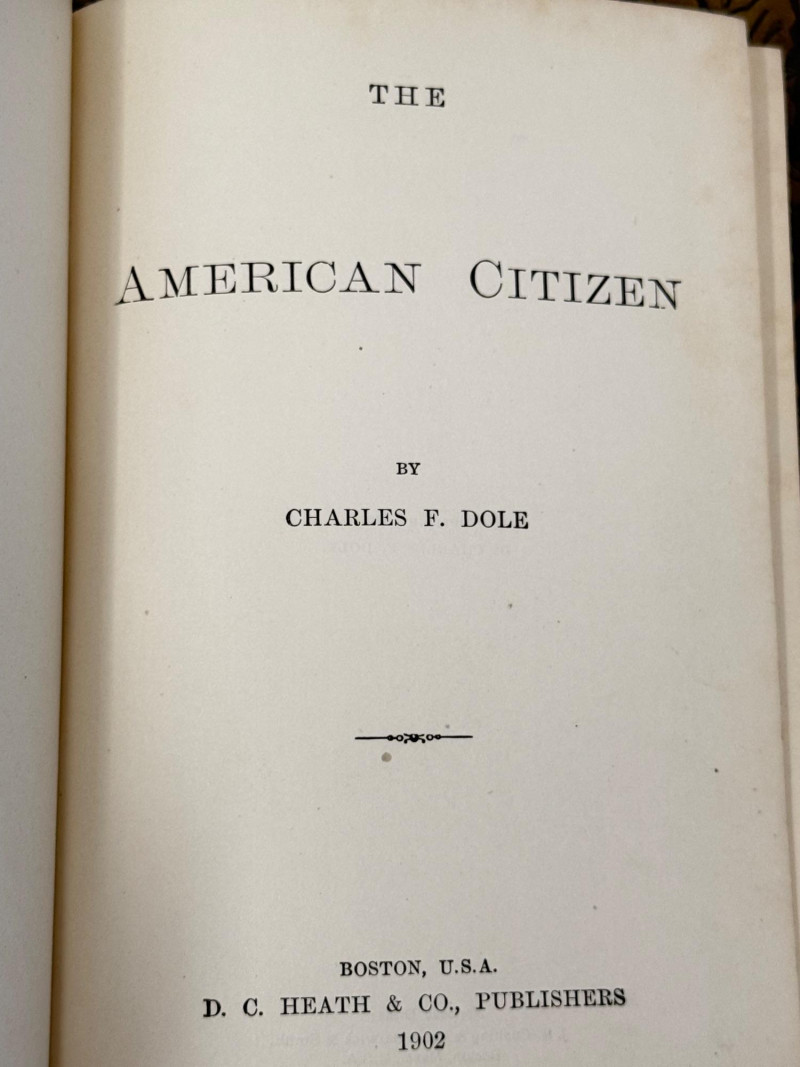 THE
AMERICAN CITIZEN
BY
CHARLES F. DOLE
BOSTON, U.S.A.
D. C. HEATH & CO., PUBLISHERS
1902